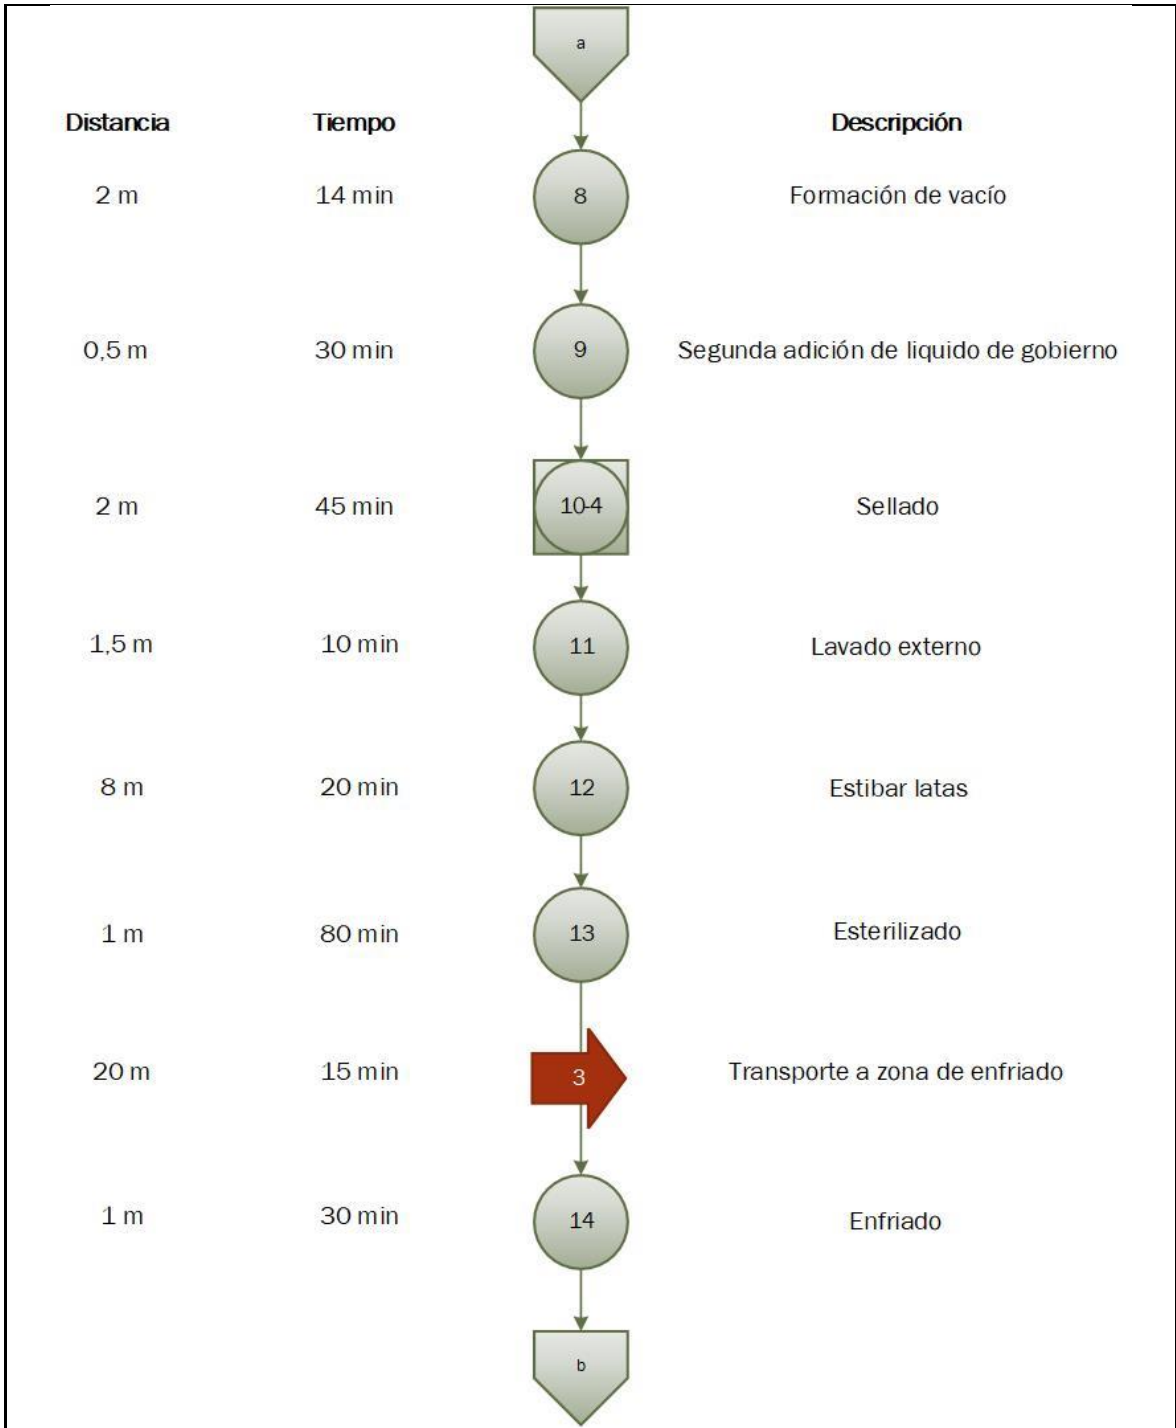 a
Distancia Tiempo Descripción
2 m 14 min 8 Formación de vacío
0,5 m 30 min 9 Segunda adición de liquido de gobierno
2 m 45 min 10-4 Sellado
1,5 m 10 min 11 Lavado externo
8 m 20 min 12 Estibar latas
1 m 80 min 13 Esterilizado
20 m 15 min 3 Transporte a zona de enfriado
1 m 30 min 14 Enfriado
b